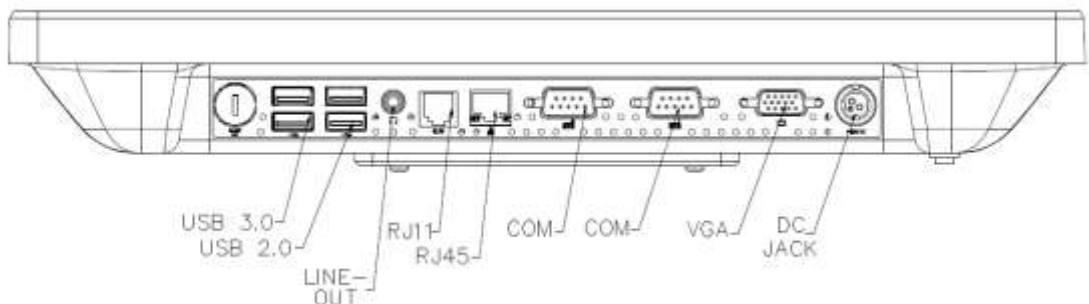 USB 3.0
USB 2.0
LINE-
OUT
RJ11
RJ45
COM
COM
VGA
DC
JACK